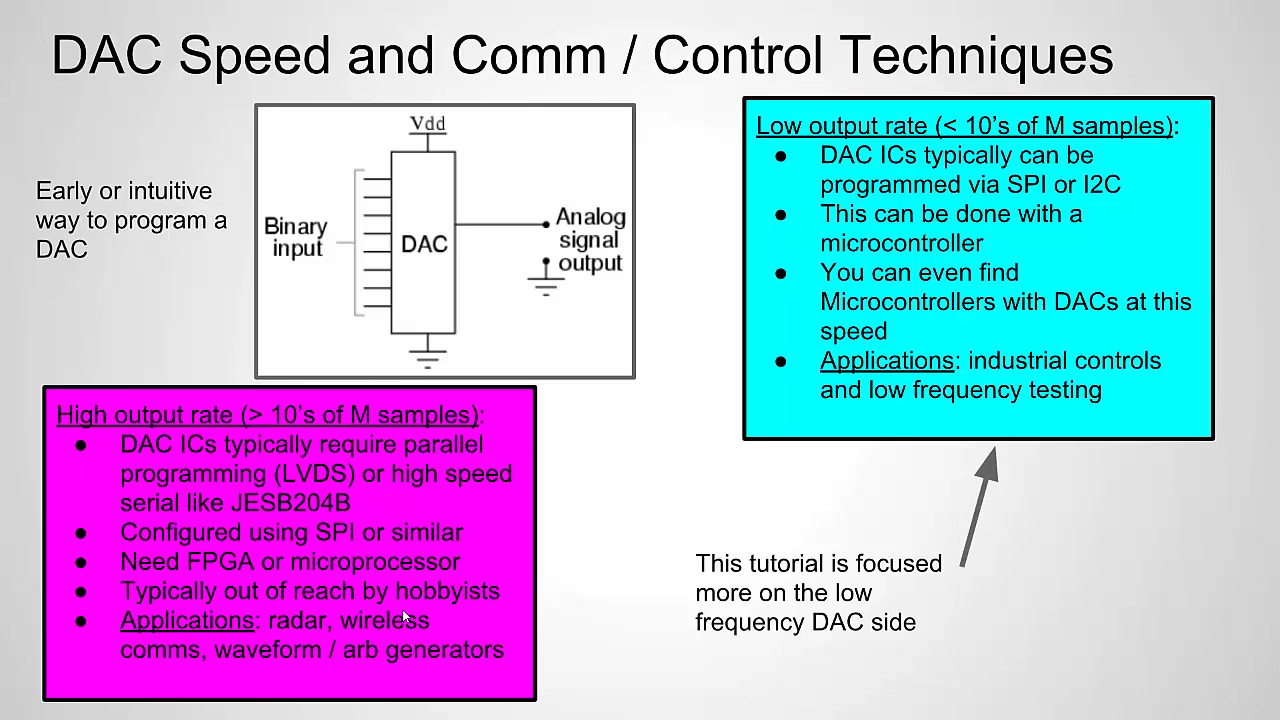 DAC Speed and Comm / Control Techniques
Early or intuitive
way to program a
DAC
Vdd
Binary
input
DAC
Analog
signal
output
Low output rate (< 10's of M samples):
● DAC ICs typically can be
programmed via SPI or I2C
● This can be done with a
microcontroller
● You can even find
Microcontrollers with DACs at this
speed
● Applications: industrial controls
and low frequency testing
High output rate (> 10's of M samples):
● DAC ICs typically require parallel
programming (LVDS) or high speed
serial like JESB204B
● Configured using SPI or similar
● Need FPGA or microprocessor
● Typically out of reach by hobbyists
● Applications: radar, wireless
comms, waveform / arb generators
This tutorial is focused
more on the low
frequency DAC side